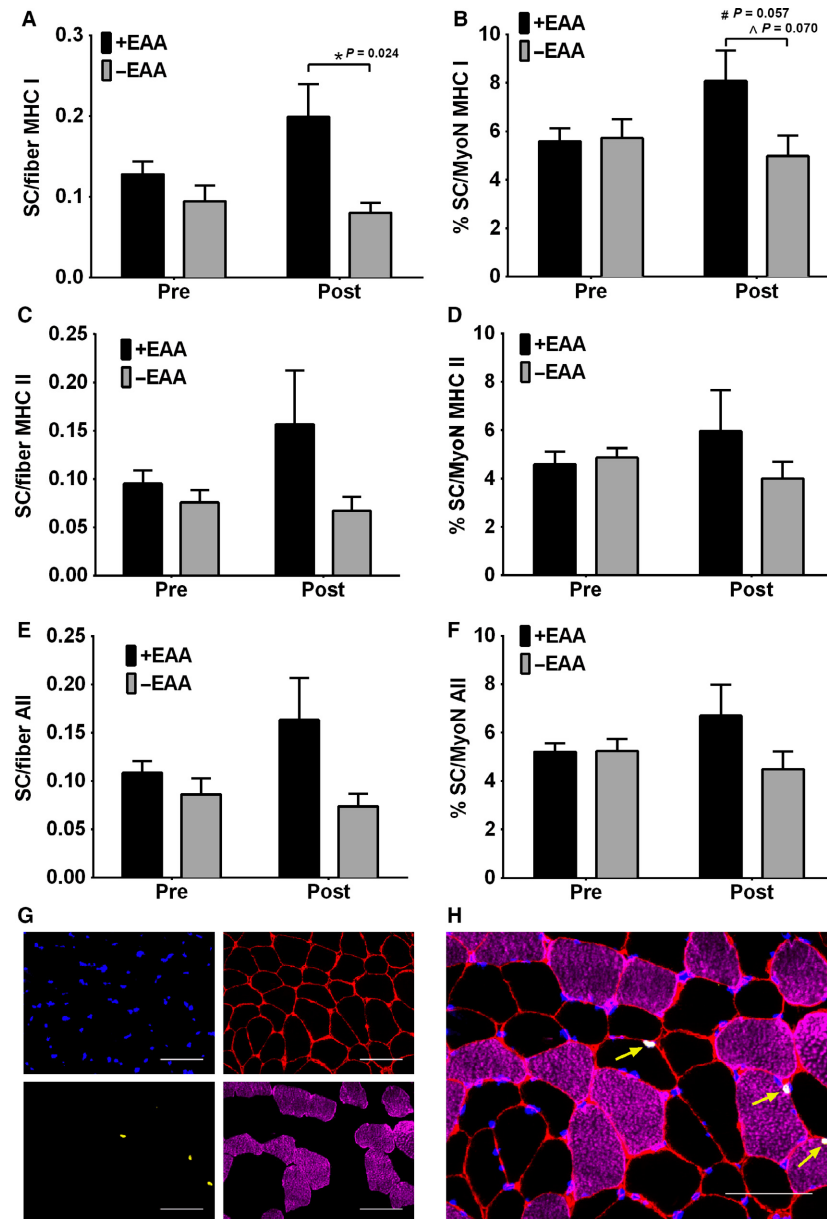 A
SC/fiber MHC I
0.3
0.2
0.1
0.0
+EAA
−EAA
* P = 0.024
Pre Post
B
% SC/MyoN MHC I
10
8
6
4
2
0
+EAA
−EAA
# P = 0.057
^ P = 0.070
Pre Post
C
SC/fiber MHC II
0.25
0.20
0.15
0.10
0.05
0.00
+EAA
−EAA
Pre Post
D
% SC/MyoN MHC II
10
8
6
4
2
0
+EAA
−EAA
Pre Post
E
SC/fiber All
0.25
0.20
0.15
0.10
0.05
0.00
+EAA
−EAA
Pre Post
F
% SC/MyoN All
10
8
6
4
2
0
+EAA
−EAA
Pre Post
G
H